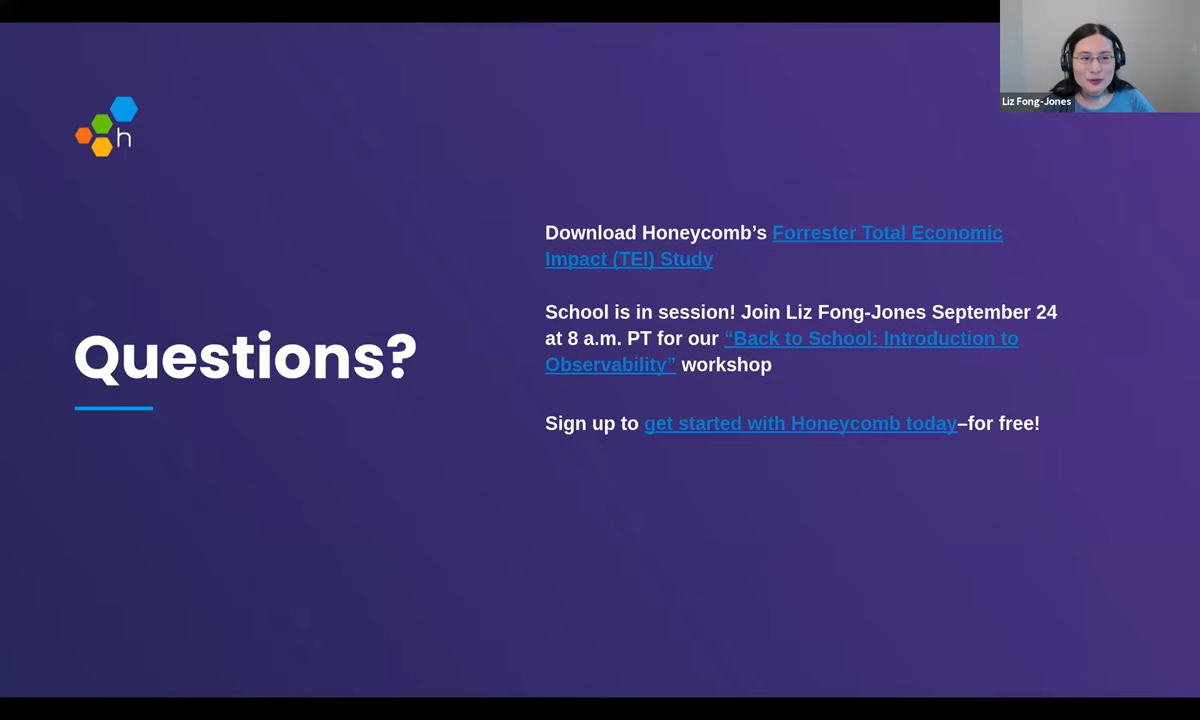 Liz Fong-Jones
h
Questions?
Download Honeycomb’s Forrester Total Economic
Impact (TEI) Study
School is in session! Join Liz Fong-Jones September 24
at 8 a.m. PT for our “Back to School: Introduction to
Observability” workshop
Sign up to get started with Honeycomb today–for free!